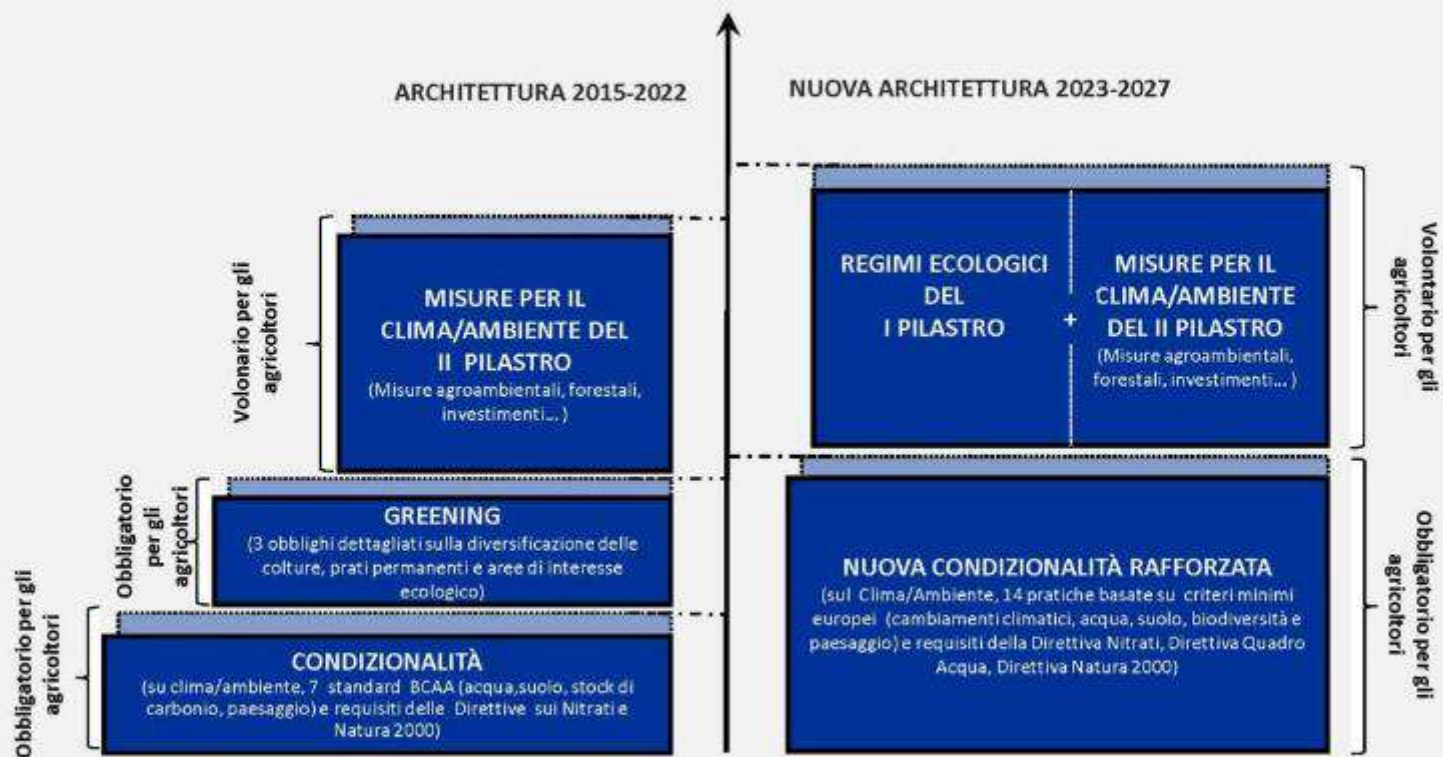 ARCHITETTURA 2015-2022
Volonario per gli
agricoltori
MISURE PER IL
CLIMA/AMBIENTE DEL
II PILASTRO
(Misure agroambientali, forestali,
investimenti... )
Obbligatorio
per gli
agricoltori
GREENING
(3 obblighi dettagliati sulla diversificazione delle
colture, prati permanenti e aree di interesse
ecologico)
Obbligatorio per gli
agricoltori
CONDIZIONALITÀ
(su clima/ambiente, 7 standard BCAA (acqua,suolo, stock di
carbonio, paesaggio) e requisiti delle Direttive sui Nitrati e
Natura 2000)
NUOVA ARCHITETTURA 2023-2027
REGIMI ECOLOGICI
DEL
I PILASTRO
+
MISURE PER IL
CLIMA/AMBIENTE
DEL II PILASTRO
(Misure agroambientali,
forestali, investimenti... )
Volontario per gli
agricoltori
NUOVA CONDIZIONALITÀ RAFFORZATA
(sul Clima/Ambiente, 14 pratiche basate su criteri minimi
europei (cambiamenti climatici, acqua, suolo, biodiversità e
paesaggio) e requisiti della Direttiva Nitrati, Direttiva Quadro
Acqua, Direttiva Natura 2000)
Obbligatorio per gli
agricoltori